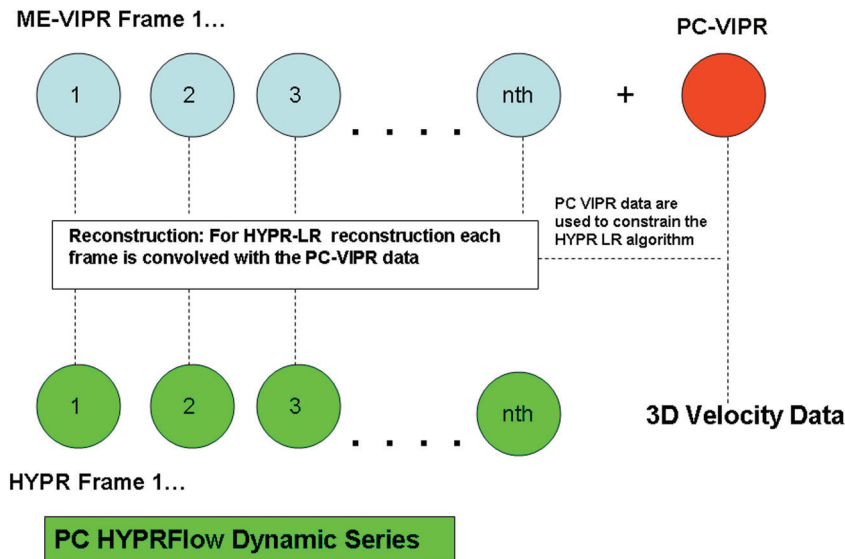 ME-VIPR Frame 1...
PC-VIPR
1
2
3
. . . .
nth
+
PC VIPR data are
used to constrain the
HYPR LR algorithm
Reconstruction: For HYPR-LR reconstruction each
frame is convolved with the PC-VIPR data
1
2
3
. . . .
nth
3D Velocity Data
HYPR Frame 1...
PC HYPRFlow Dynamic Series